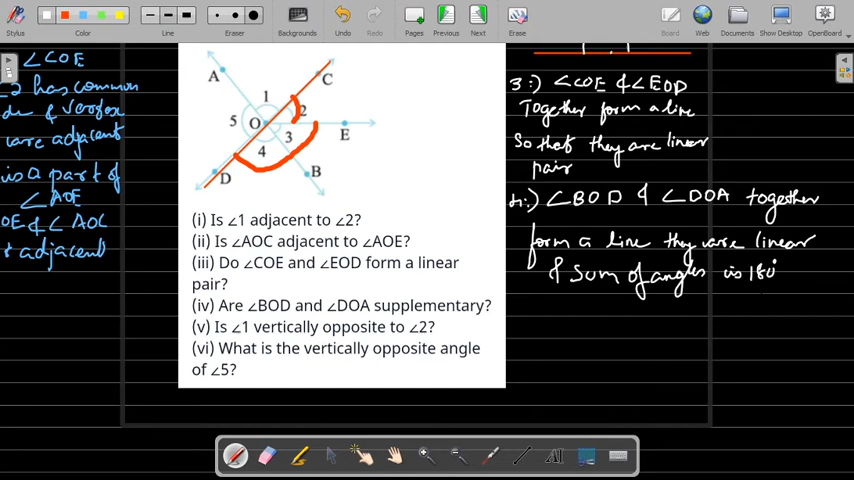 Stylus
Color
Line
Eraser
Backgrounds
Undo
Redo
Pages
Previous
Next
Erase
Board
Web
Documents
Show Desktop
OpenBoard
∠COE
2 has common
& vertex
are adjacent
is a part of
∠AOE
OE & ∠AOC
t adjacent
A
C
1
2
5
O
3
E
4
B
D
(i) Is ∠1 adjacent to ∠2?
(ii) Is ∠AOC adjacent to ∠AOE?
(iii) Do ∠COE and ∠EOD form a linear
pair?
(iv) Are ∠BOD and ∠DOA supplementary?
(v) Is ∠1 vertically opposite to ∠2?
(vi) What is the vertically opposite angle
of ∠5?
3:) ∠COE & ∠EOD
Together form a line
So that they are linear
pair
4:) ∠BOD & ∠DOA together
form a line they are linear
& Sum of angles is 180°
AI